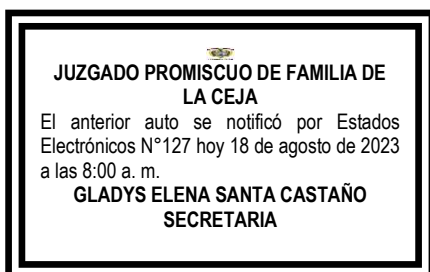 JUZGADO PROMISCUO DE FAMILIA DE
LA CEJA
El anterior auto se notificó por Estados
Electrónicos N°127 hoy 18 de agosto de 2023
a las 8:00 a. m.
GLADYS ELENA SANTA CASTAÑO
SECRETARIA